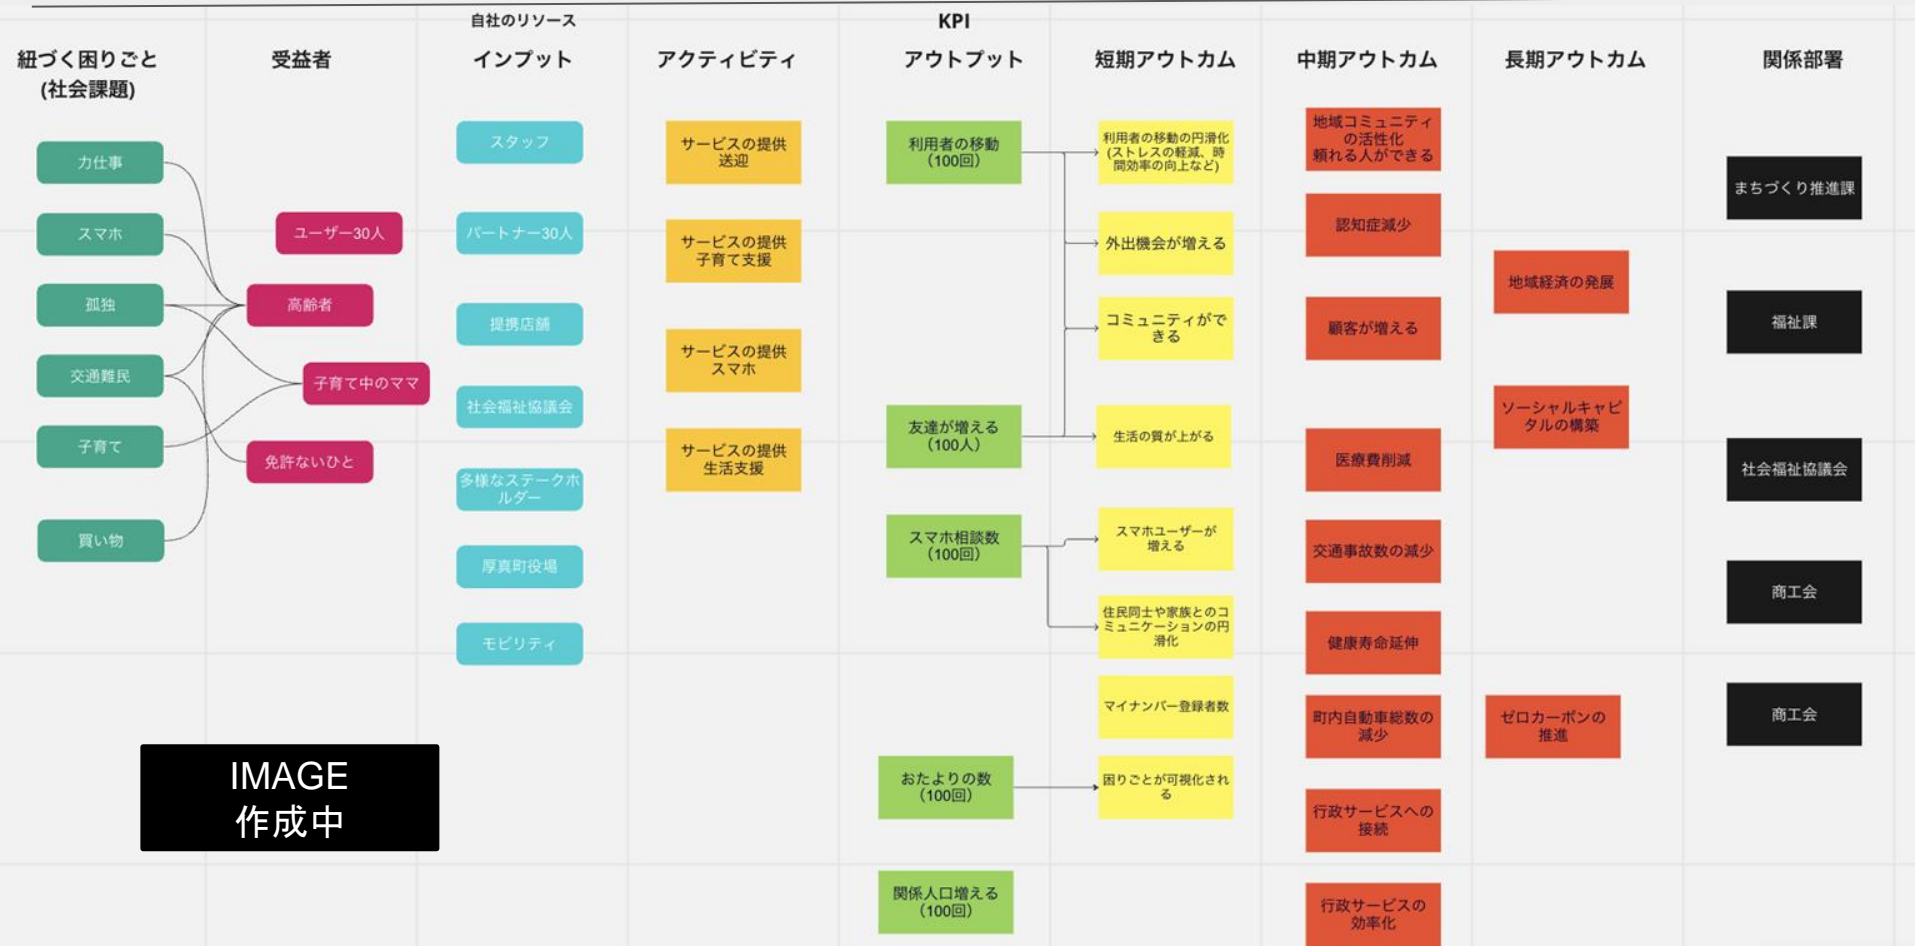 自社のリソース
KPI
紐づく困りごと
(社会課題)
受益者
インプット
アクティビティ
アウトプット
短期アウトカム
中期アウトカム
長期アウトカム
関係部署
力仕事
スマホ
孤独
交通難民
子育て
買い物
ユーザー30人
高齢者
子育て中のママ
免許ないひと
スタッフ
パートナー30人
提携店舗
社会福祉協議会
多様なステークホ
ルダー
厚真町役場
モビリティ
サービスの提供
送迎
サービスの提供
子育て支援
サービスの提供
スマホ
サービスの提供
生活支援
利用者の移動
（100回）
友達が増える
（100人）
スマホ相談数
（100回）
おたよりの数
（100回）
関係人口増える
（100回）
利用者の移動の円滑化
(ストレスの軽減、時
間効率の向上など)
外出機会が増える
コミュニティがで
きる
生活の質が上がる
スマホユーザーが
増える
住民同士や家族とのコ
ミュニケーションの円
滑化
マイナンバー登録者数
困りごとが可視化され
る
地域コミュニティ
の活性化
頼れる人ができる
認知症減少
顧客が増える
医療費削減
交通事故数の減少
健康寿命延伸
町内自動車総数の
減少
行政サービスへの
接続
行政サービスの
効率化
地域経済の発展
ソーシャルキャピ
タルの構築
ゼロカーボンの
推進
まちづくり推進課
福祉課
社会福祉協議会
商工会
商工会
IMAGE
作成中